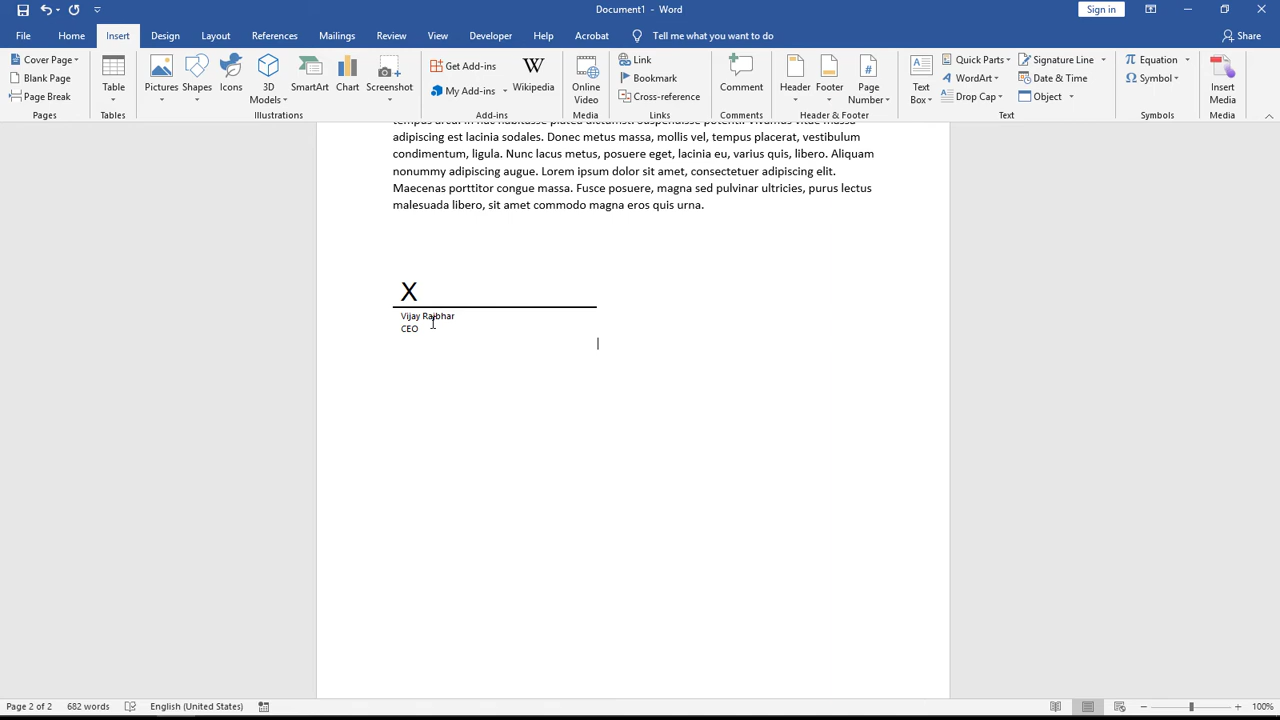 Document1 - Word
Sign in
File Home Insert Design Layout References Mailings Review View Developer Help Acrobat Tell me what you want to do Share
Cover Page
Blank Page
Page Break
Pages
Table
Tables
Pictures Shapes Icons 3D Models SmartArt Chart Screenshot
Illustrations
Get Add-ins
My Add-ins
Wikipedia
Add-ins
Online Video
Media
Link
Bookmark
Cross-reference
Links
Comment
Comments
Header Footer Page Number
Header & Footer
Text Box
Quick Parts
WordArt
Drop Cap
Signature Line
Date & Time
Object
Text
Equation
Symbol
Symbols
Insert Media
Media
adipiscing est lacinia sodales. Donec metus massa, mollis vel, tempus placerat, vestibulum
condimentum, ligula. Nunc lacus metus, posuere eget, lacinia eu, varius quis, libero. Aliquam
nonummy adipiscing augue. Lorem ipsum dolor sit amet, consectetuer adipiscing elit.
Maecenas porttitor congue massa. Fusce posuere, magna sed pulvinar ultricies, purus lectus
malesuada libero, sit amet commodo magna eros quis urna.
X
Vijay Rajbhar
CEO
Page 2 of 2 682 words English (United States) 100%